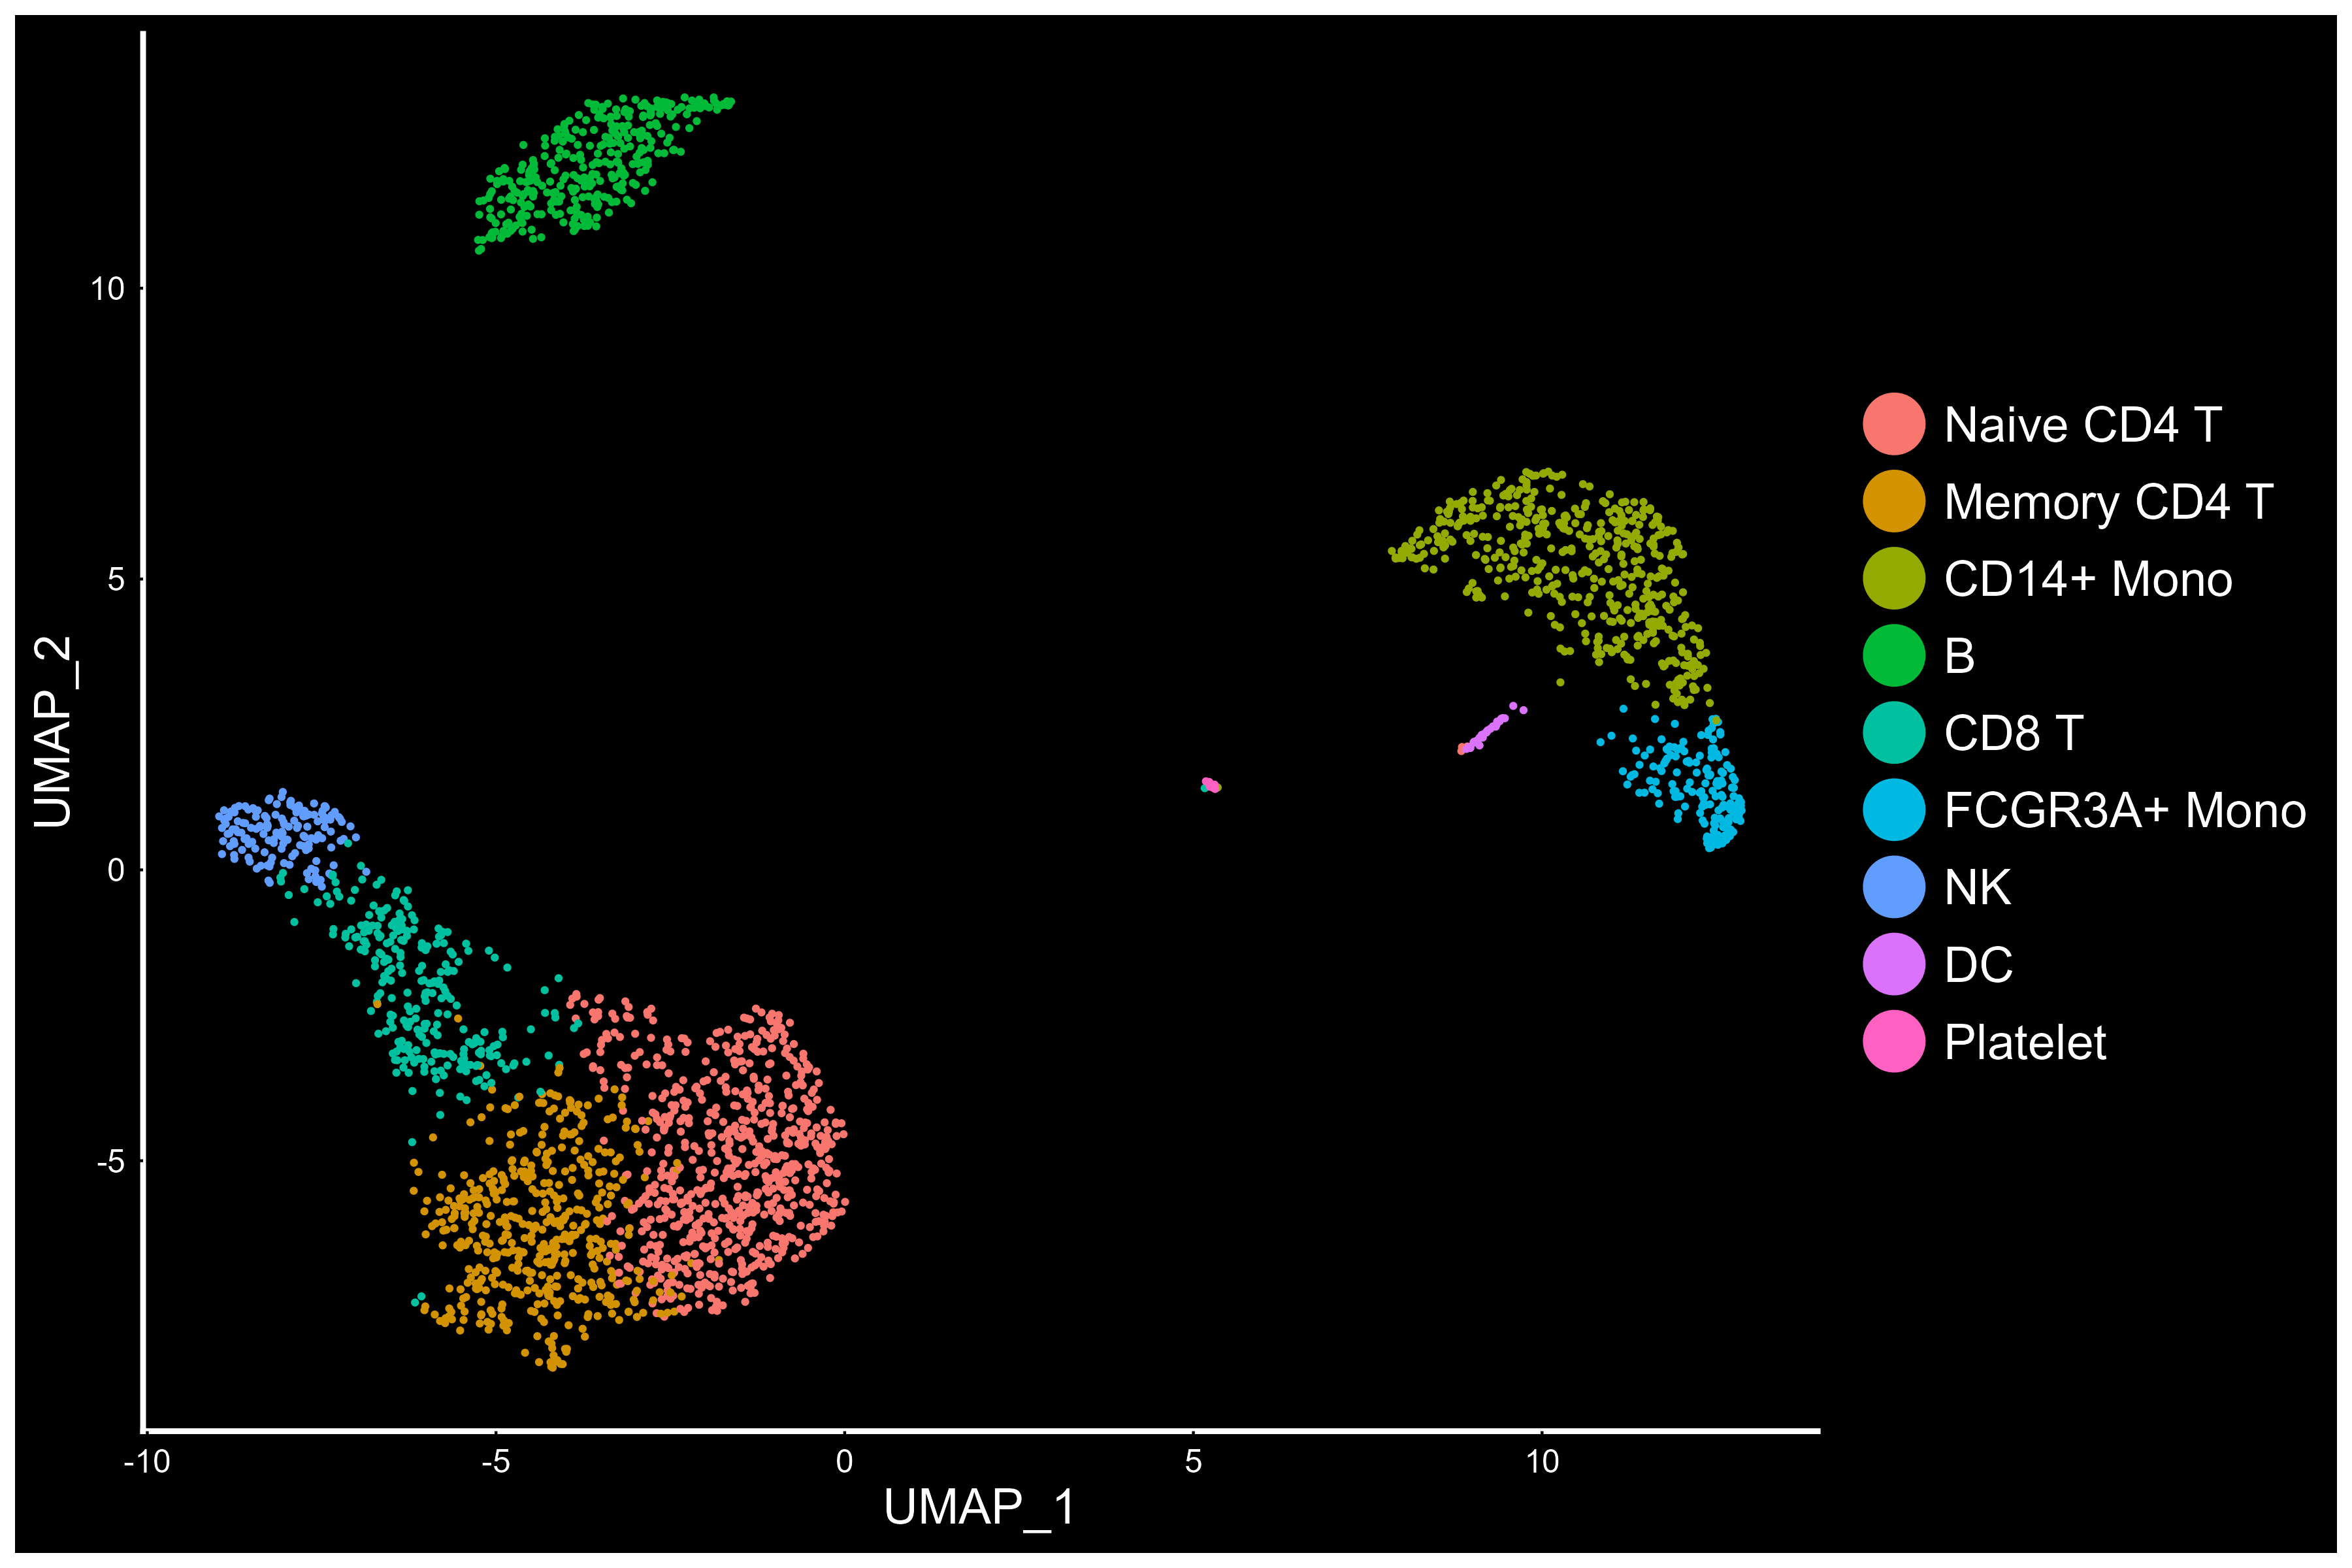 UMAP_2
10
5
0
-5
-10
-5
0
5
10
UMAP_1
Naive CD4 T
Memory CD4 T
CD14+ Mono
B
CD8 T
FCGR3A+ Mono
NK
DC
Platelet